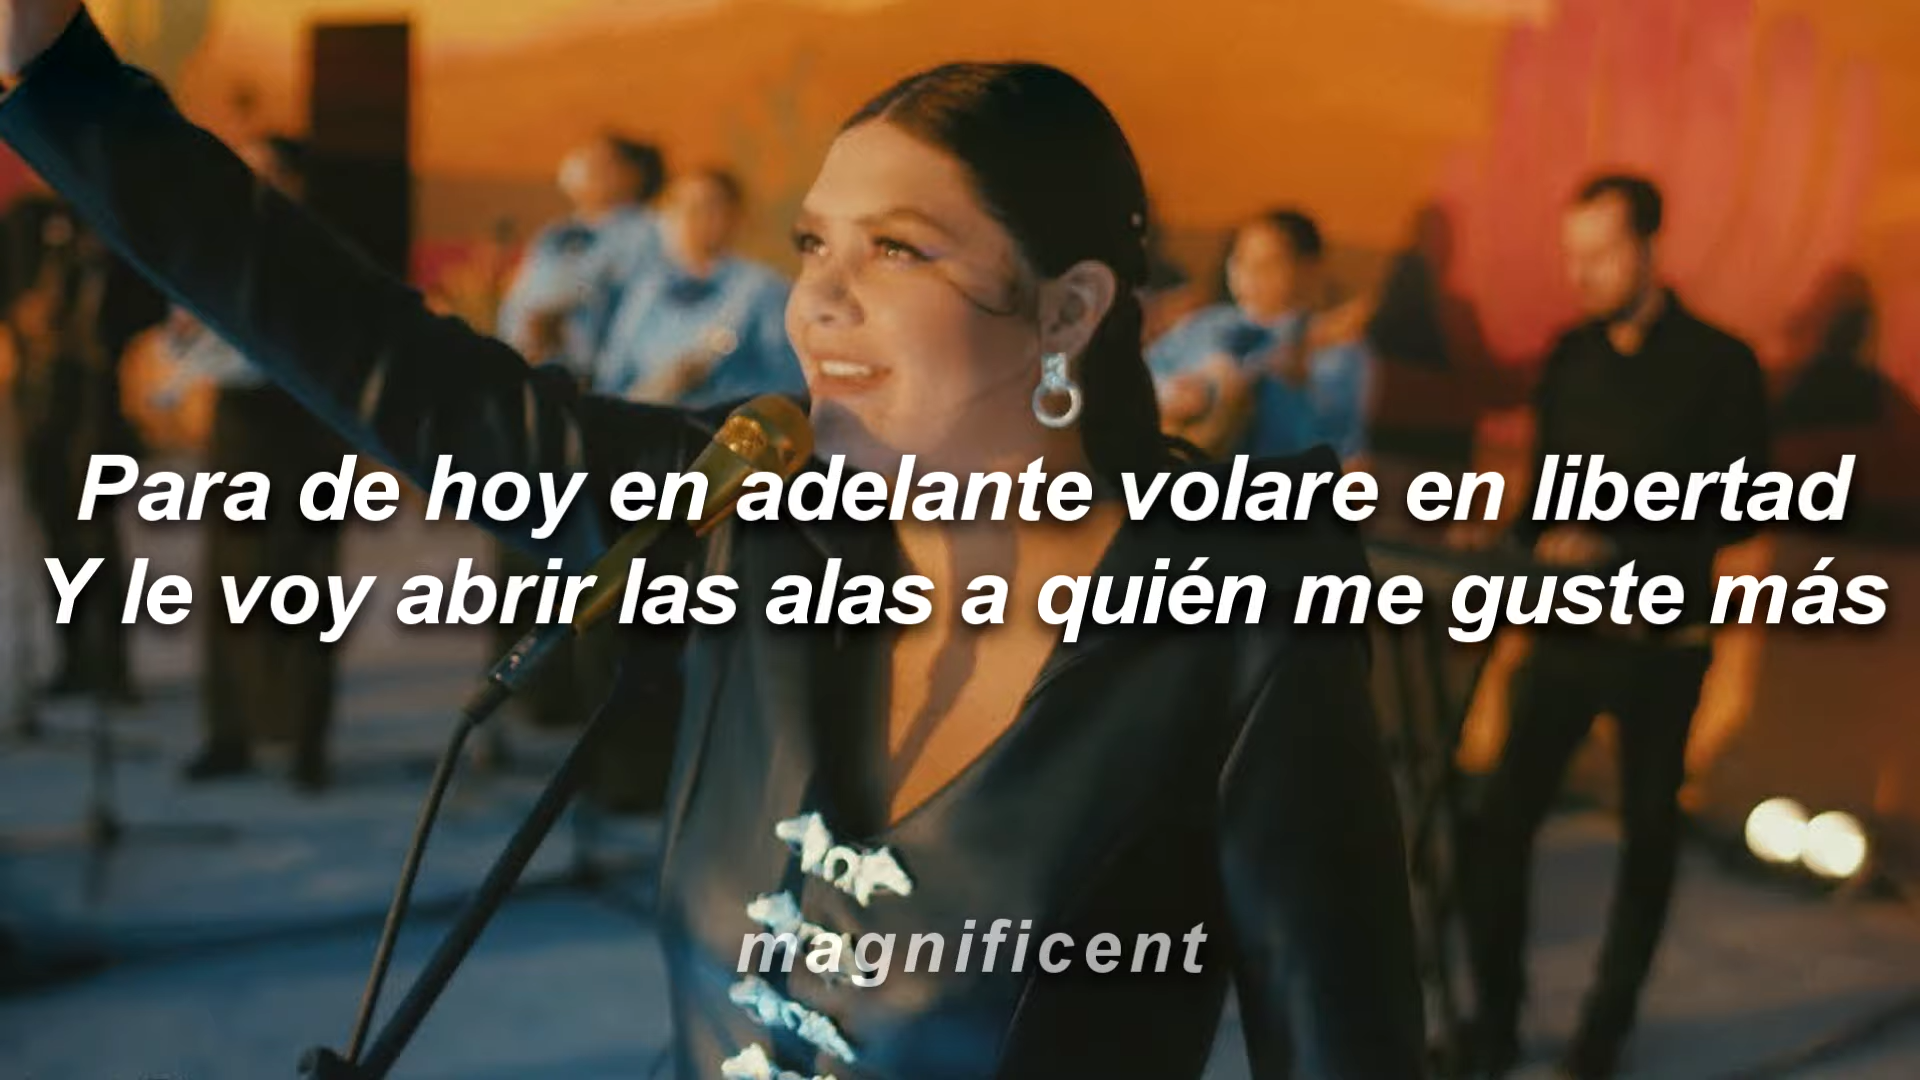 Para de hoy en adelante volare en libertad
Y le voy abrir las alas a quién me guste más
magnificent